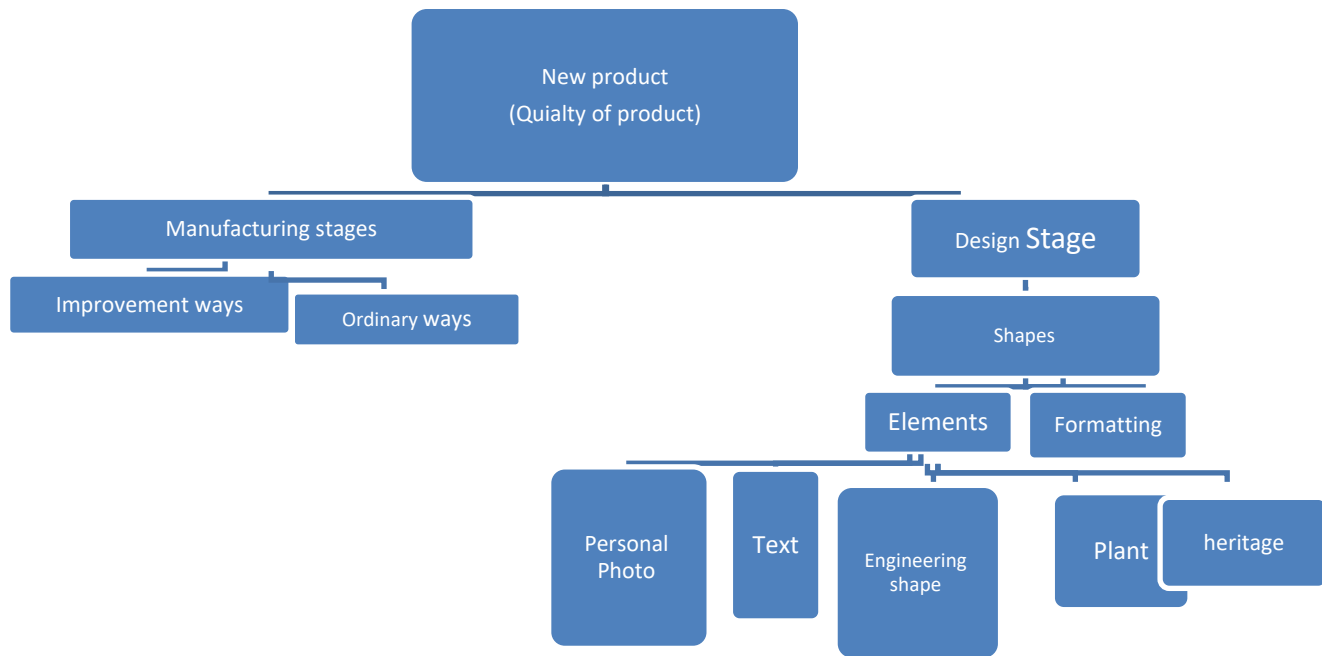 New product
(Quialty of product)
Manufacturing stages
Design Stage
Improvement ways
Ordinary ways
Shapes
Elements
Formatting
Personal
Photo
Text
Engineering
shape
Plant
heritage